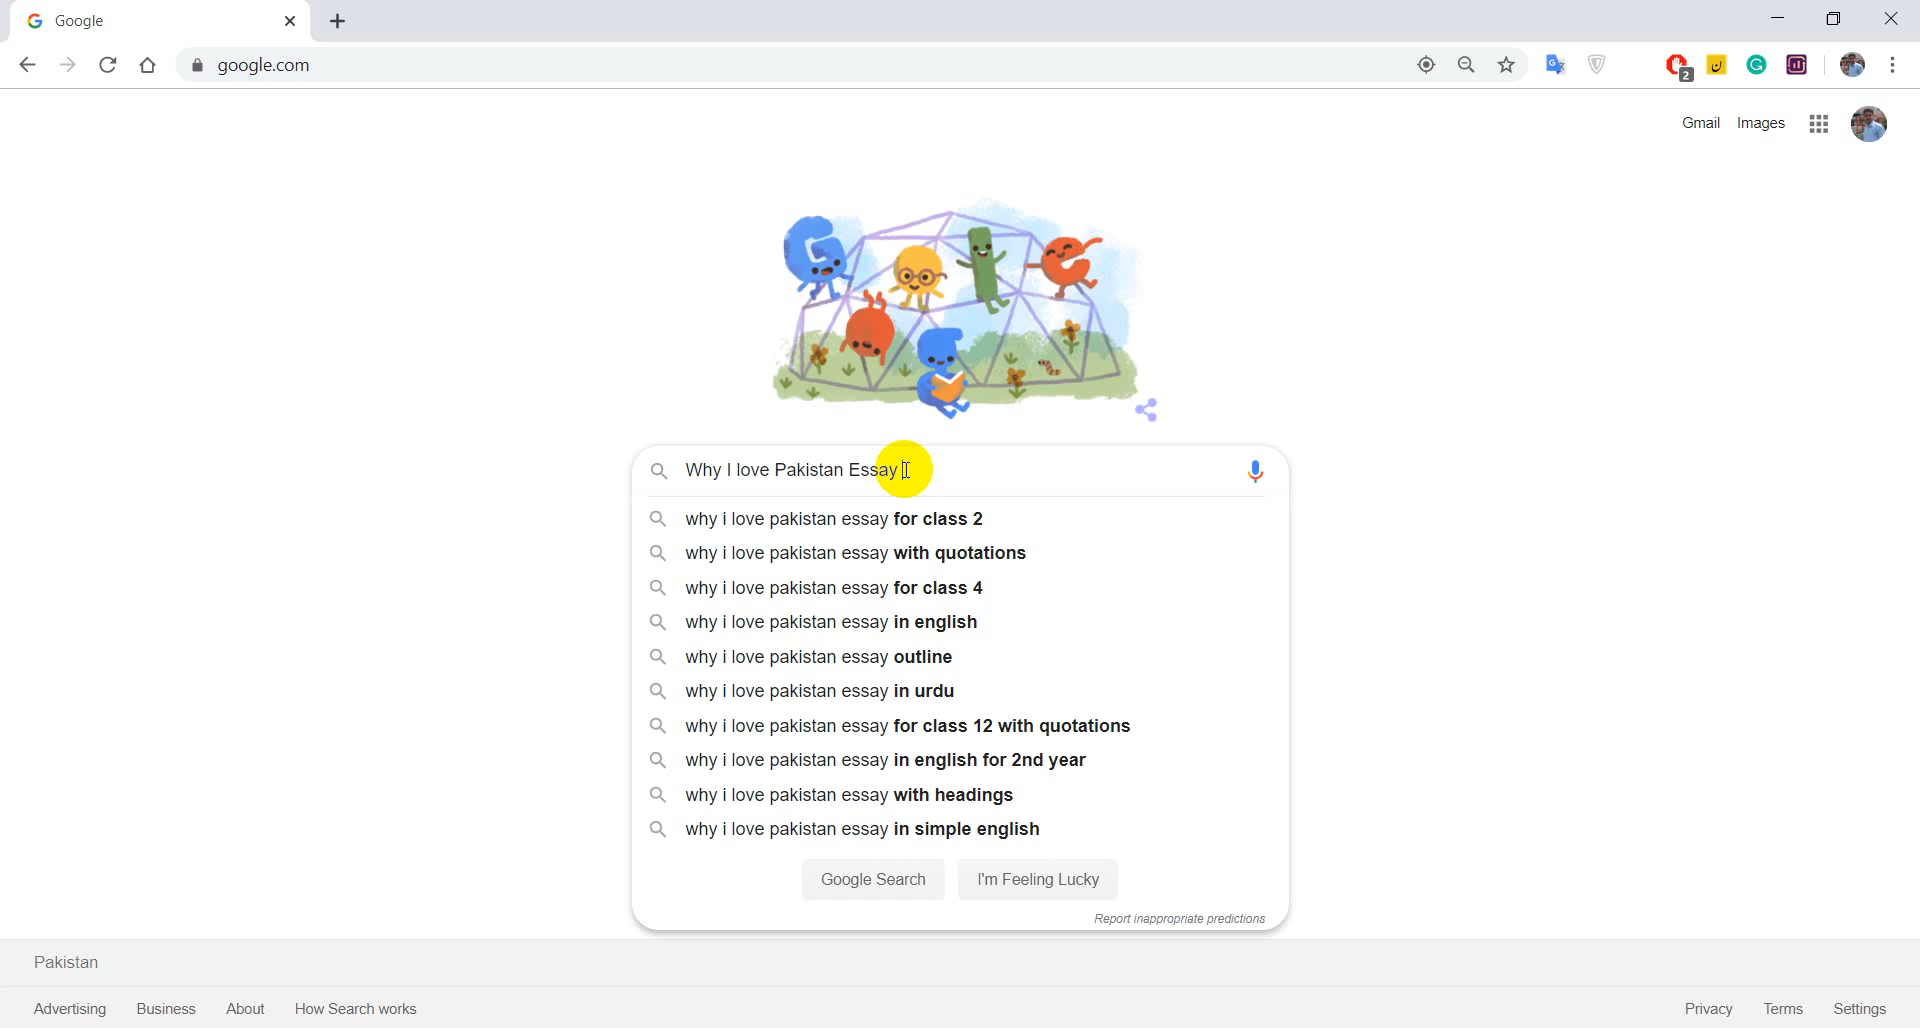 Google
google.com
2
ن
Gmail Images
Why I love Pakistan Essay
why i love pakistan essay for class 2
why i love pakistan essay with quotations
why i love pakistan essay for class 4
why i love pakistan essay in english
why i love pakistan essay outline
why i love pakistan essay in urdu
why i love pakistan essay for class 12 with quotations
why i love pakistan essay in english for 2nd year
why i love pakistan essay with headings
why i love pakistan essay in simple english
Google Search I'm Feeling Lucky
Report inappropriate predictions
Pakistan
Advertising Business About How Search works Privacy Terms Settings